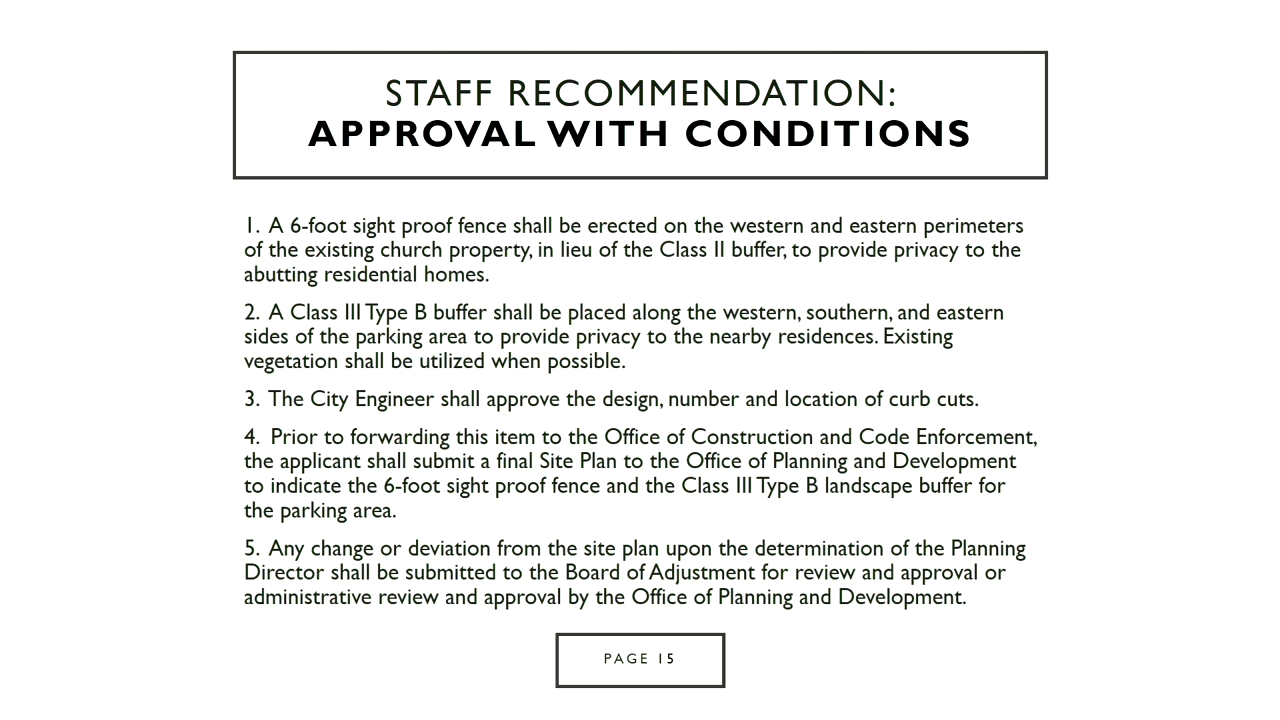 STAFF RECOMMENDATION:
APPROVAL WITH CONDITIONS
1. A 6-foot sight proof fence shall be erected on the western and eastern perimeters
of the existing church property, in lieu of the Class II buffer, to provide privacy to the
abutting residential homes.
2. A Class III Type B buffer shall be placed along the western, southern, and eastern
sides of the parking area to provide privacy to the nearby residences. Existing
vegetation shall be utilized when possible.
3. The City Engineer shall approve the design, number and location of curb cuts.
4. Prior to forwarding this item to the Office of Construction and Code Enforcement,
the applicant shall submit a final Site Plan to the Office of Planning and Development
to indicate the 6-foot sight proof fence and the Class III Type B landscape buffer for
the parking area.
5. Any change or deviation from the site plan upon the determination of the Planning
Director shall be submitted to the Board of Adjustment for review and approval or
administrative review and approval by the Office of Planning and Development.
PAGE 15